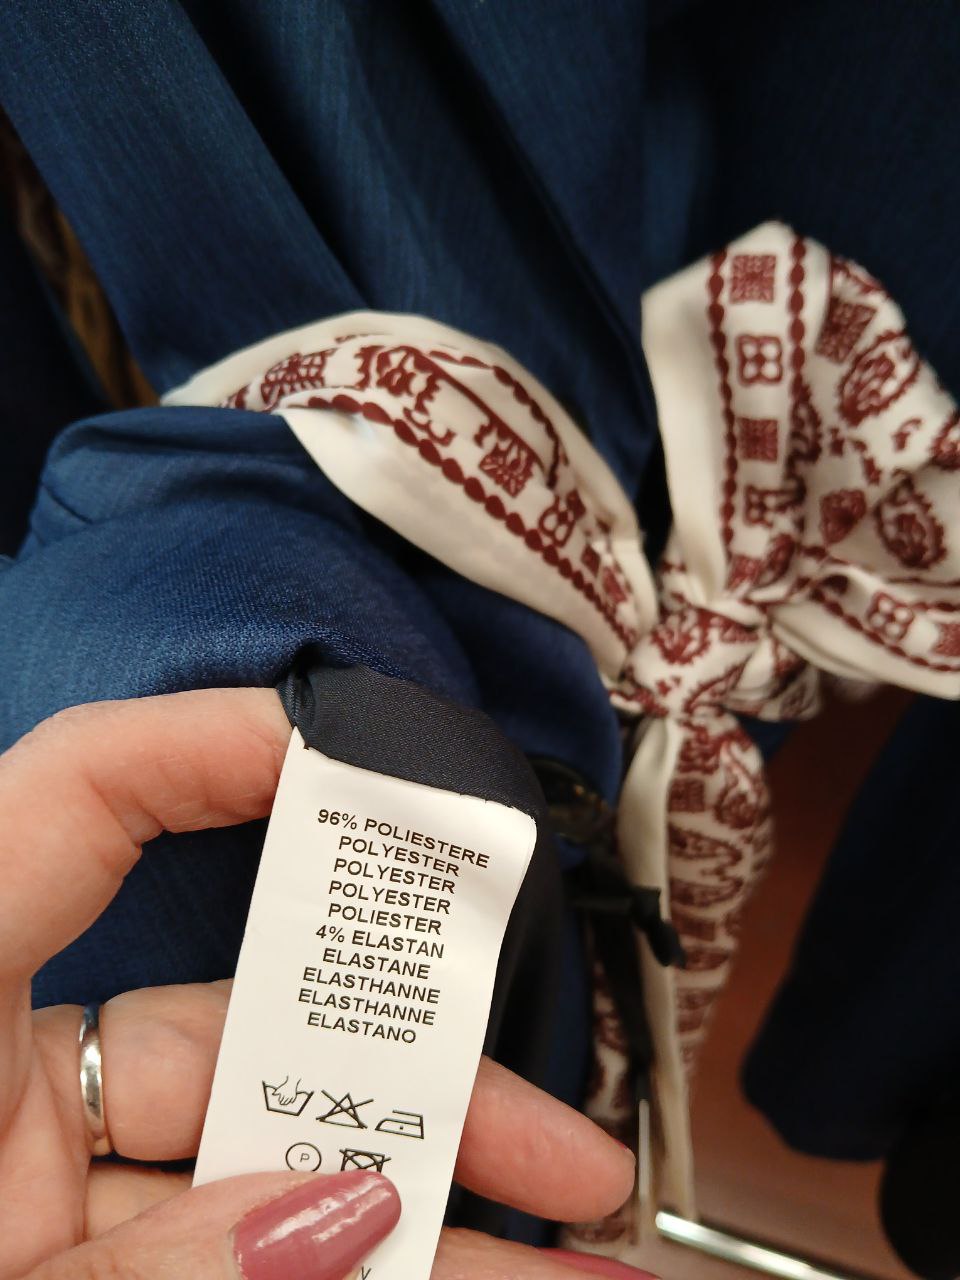 96% POLIESTERE
POLYESTER
POLYESTER
POLYESTER
POLIESTER
4% ELASTAN
ELASTANE
ELASTHANNE
ELASTHANNE
ELASTANO
P